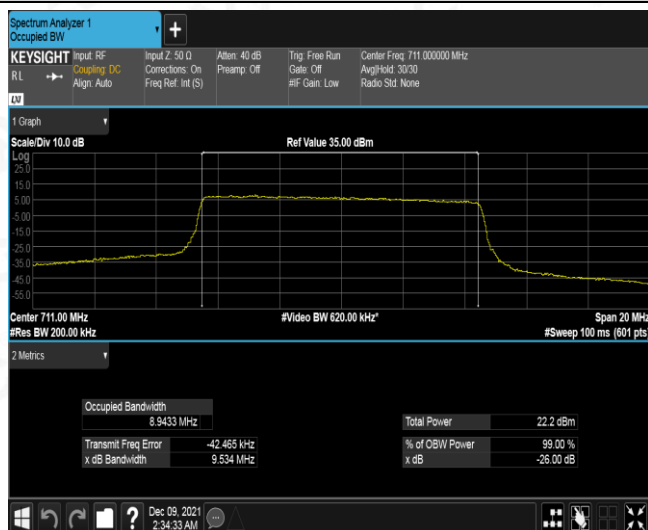 Spectrum Analyzer 1
Occupied BW
+
KEYSIGHT Input: RF Input Z: 50 Ω Atten: 40 dB Trig: Free Run Center Freq: 711.000000 MHz
RL Coupling: DC Corrections: On Preamp: Off Gate: Off Avg|Hold: 30/30
Align: Auto Freq Ref: Int (S) #IF Gain: Low Radio Std: None
LXI
1 Graph
Scale/Div 10.0 dB Ref Value 35.00 dBm
Log
25.0
15.0
5.00
-5.00
-15.0
-25.0
-35.0
-45.0
-55.0
Center 711.00 MHz #Video BW 620.00 kHz* Span 20 MHz
#Res BW 200.00 kHz #Sweep 100 ms (601 pts)
2 Metrics
Occupied Bandwidth
8.9433 MHz Total Power 22.2 dBm
Transmit Freq Error -42.465 kHz % of OBW Power 99.00 %
x dB Bandwidth 9.534 MHz x dB -26.00 dB
? Dec 09, 2021
2:34:33 AM